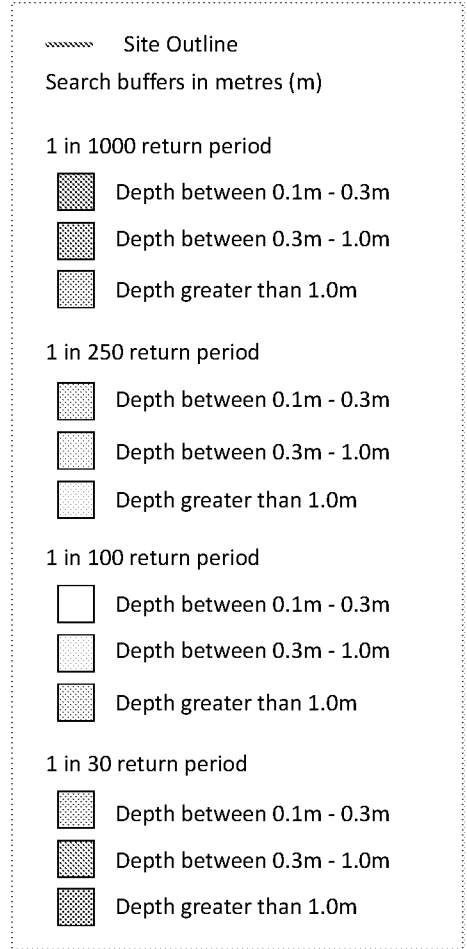 Site Outline
Search buffers in metres (m)
1 in 1000 return period
Depth between 0.1m - 0.3m
Depth between 0.3m - 1.0m
Depth greater than 1.0m
1 in 250 return period
Depth between 0.1m - 0.3m
Depth between 0.3m - 1.0m
Depth greater than 1.0m
1 in 100 return period
Depth between 0.1m - 0.3m
Depth between 0.3m - 1.0m
Depth greater than 1.0m
1 in 30 return period
Depth between 0.1m - 0.3m
Depth between 0.3m - 1.0m
Depth greater than 1.0m